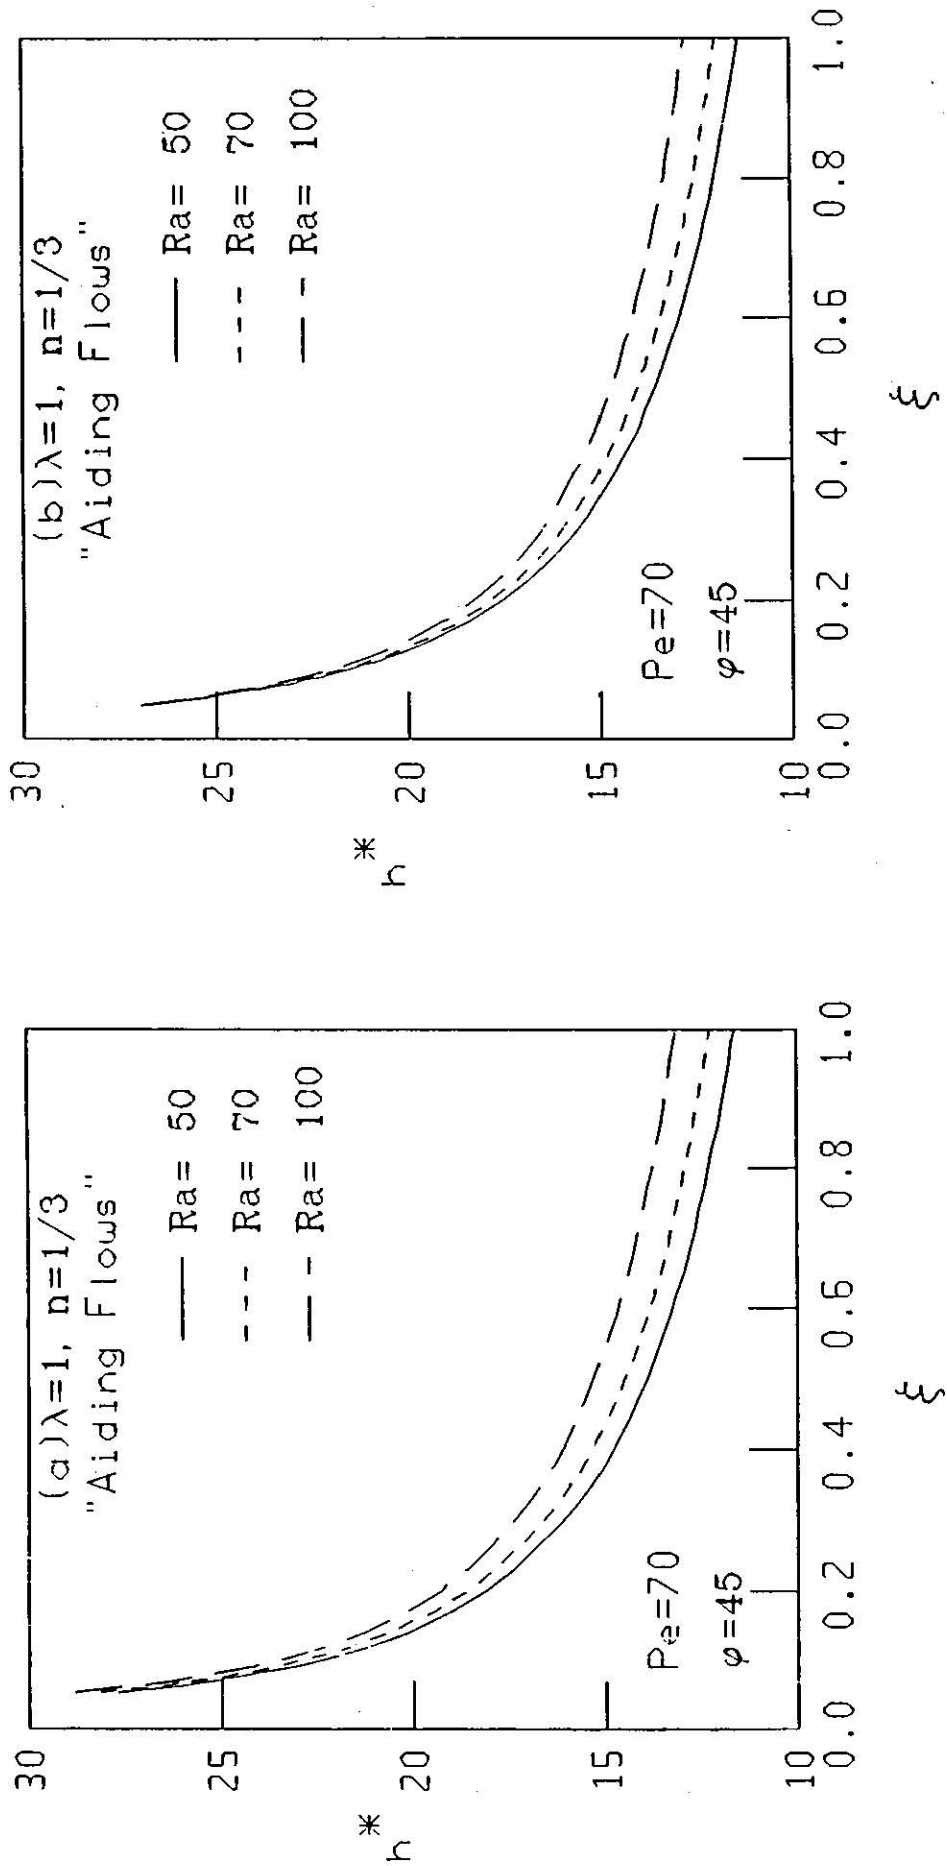 (a)λ=1, n=1/3
"Aiding Flows"
Ra= 50
Ra= 70
Ra= 100
Pe=70
φ=45
30
25
20
15
10
h*
0.0 0.2 0.4 0.6 0.8 1.0
ξ
(b)λ=1, n=1/3
"Aiding Flows"
Ra= 50
Ra= 70
Ra= 100
Pe=70
φ=45
30
25
20
15
10
h*
0.0 0.2 0.4 0.6 0.8 1.0
ξ